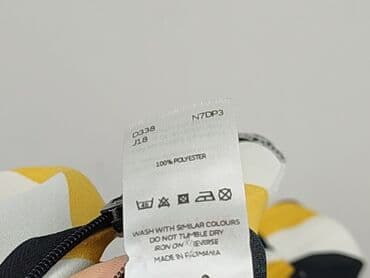 D338 N7DP3
J18
100% POLYESTER
WASH WITH SIMILAR COLOURS
DO NOT TUMBLE DRY
IRON ON REVERSE
MADE IN ROMANIA